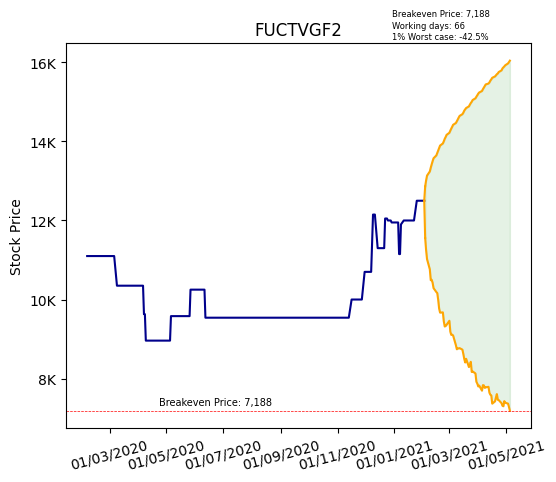 Breakeven Price: 7,188
Working days: 66
1% Worst case: -42.5%
FUCTVGF2
Stock Price
16K
14K
12K
10K
8K
Breakeven Price: 7,188
01/03/2020
01/05/2020
01/07/2020
01/09/2020
01/11/2020
01/01/2021
01/03/2021
01/05/2021